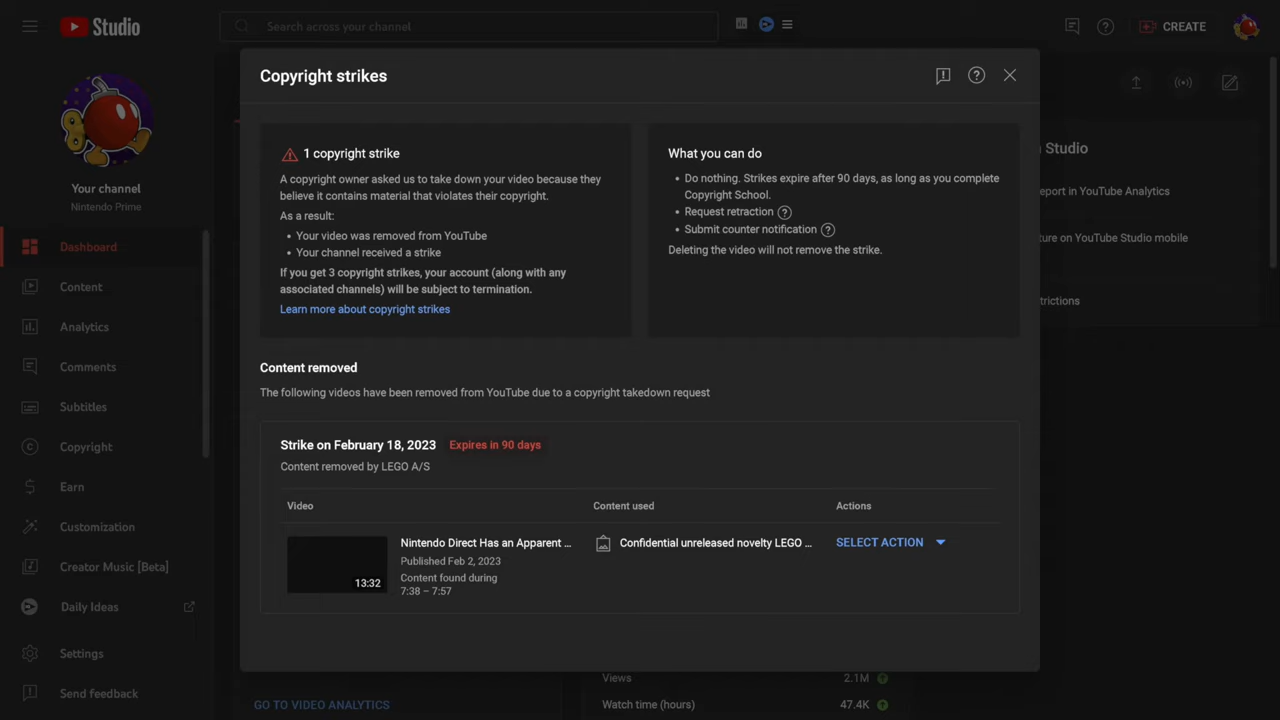 Studio
Search across your channel
CREATE
Copyright strikes
1 copyright strike
A copyright owner asked us to take down your video because they
believe it contains material that violates their copyright.
As a result:
• Your video was removed from YouTube
• Your channel received a strike
If you get 3 copyright strikes, your account (along with any
associated channels) will be subject to termination.
Learn more about copyright strikes
What you can do
• Do nothing. Strikes expire after 90 days, as long as you complete
Copyright School.
• Request retraction
• Submit counter notification
Deleting the video will not remove the strike.
Content removed
The following videos have been removed from YouTube due to a copyright takedown request
Strike on February 18, 2023 Expires in 90 days
Content removed by LEGO A/S
Video Content used Actions
13:32
Nintendo Direct Has an Apparent ...
Published Feb 2, 2023
Content found during
7:38 – 7:57
Confidential unreleased novelty LEGO ...
SELECT ACTION
Your channel
Nintendo Prime
Dashboard
Content
Analytics
Comments
Subtitles
Copyright
Earn
Customization
Creator Music [Beta]
Daily Ideas
Settings
Send feedback
Studio
eport in YouTube Analytics
ture on YouTube Studio mobile
strictions
Views 2.1M
Watch time (hours) 47.4K
GO TO VIDEO ANALYTICS